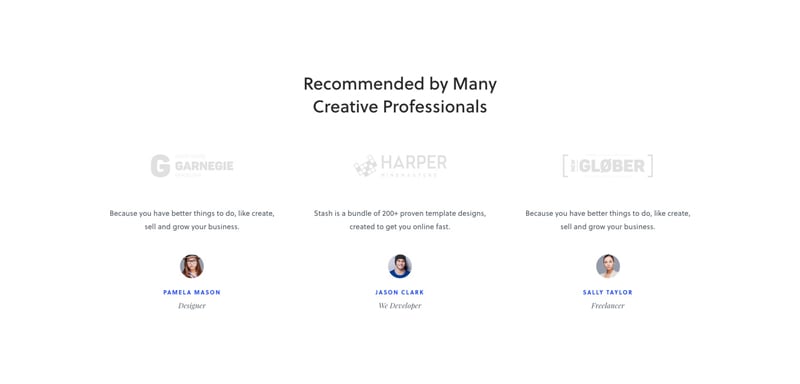 Recommended by Many
Creative Professionals
GARNEGIE
HARPER
GLØBER
Because you have better things to do, like create,
sell and grow your business.
Stash is a bundle of 200+ proven template designs,
created to get you online fast.
Because you have better things to do, like create,
sell and grow your business.
PAMELA MASON
Designer
JASON CLARK
We Developer
SALLY TAYLOR
Freelancer